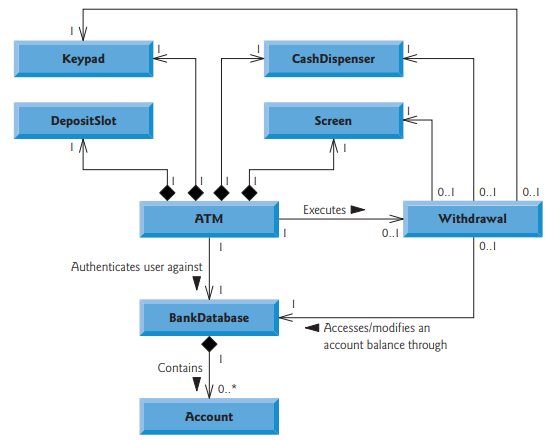 1
1
1
Keypad
CashDispenser
1
DepositSlot
Screen
1
1
1
1
1
1
0..1
0..1
0..1
ATM
Executes
Withdrawal
1
0..1
1
0..1
Authenticates user against
1
1
BankDatabase
Accesses/modifies an
account balance through
1
Contains
0..*
Account